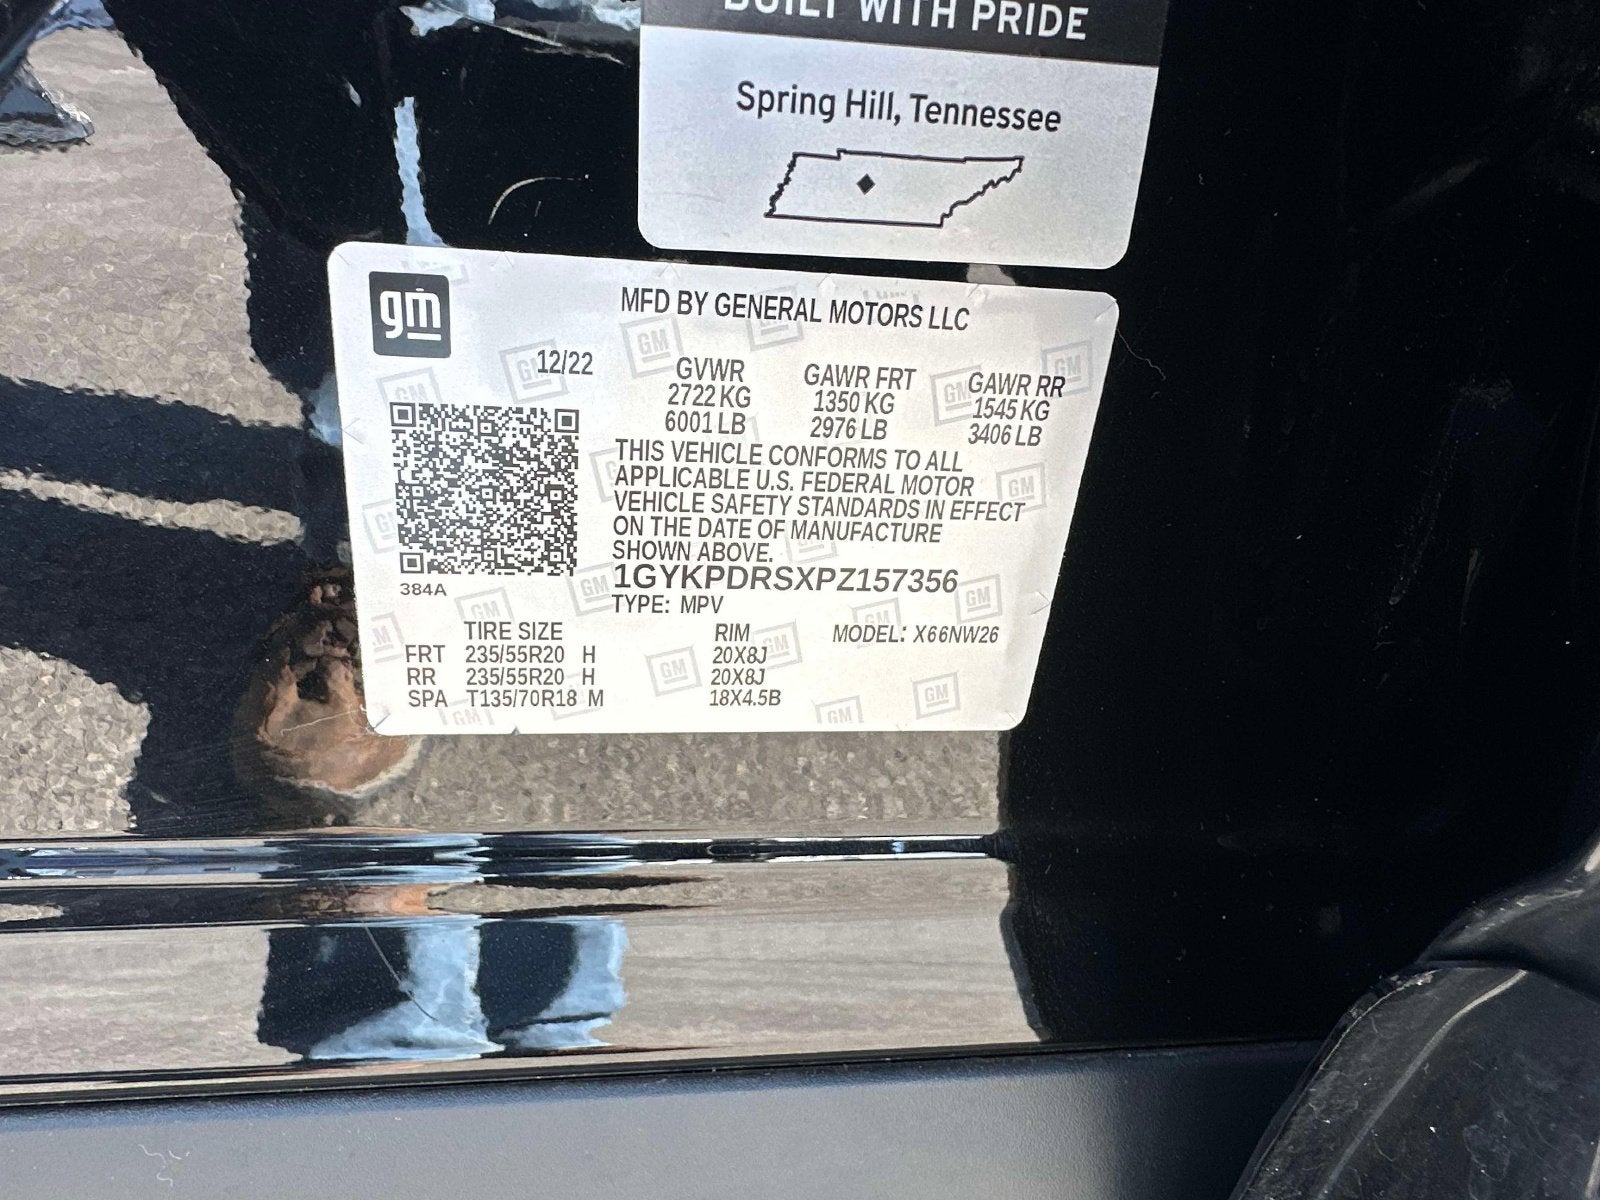 BUILT WITH PRIDE
Spring Hill, Tennessee
gm
MFD BY GENERAL MOTORS LLC
12/22
GVWR GAWR FRT GAWR RR
2722 KG 1350 KG 1545 KG
6001 LB 2976 LB 3406 LB
THIS VEHICLE CONFORMS TO ALL
APPLICABLE U.S. FEDERAL MOTOR
VEHICLE SAFETY STANDARDS IN EFFECT
ON THE DATE OF MANUFACTURE
SHOWN ABOVE.
384A
1GYKPDRSXPZ157356
TYPE: MPV
TIRE SIZE RIM MODEL: X66NW26
FRT 235/55R20 H 20X8J
RR 235/55R20 H 20X8J
SPA T135/70R18 M 18X4.5B